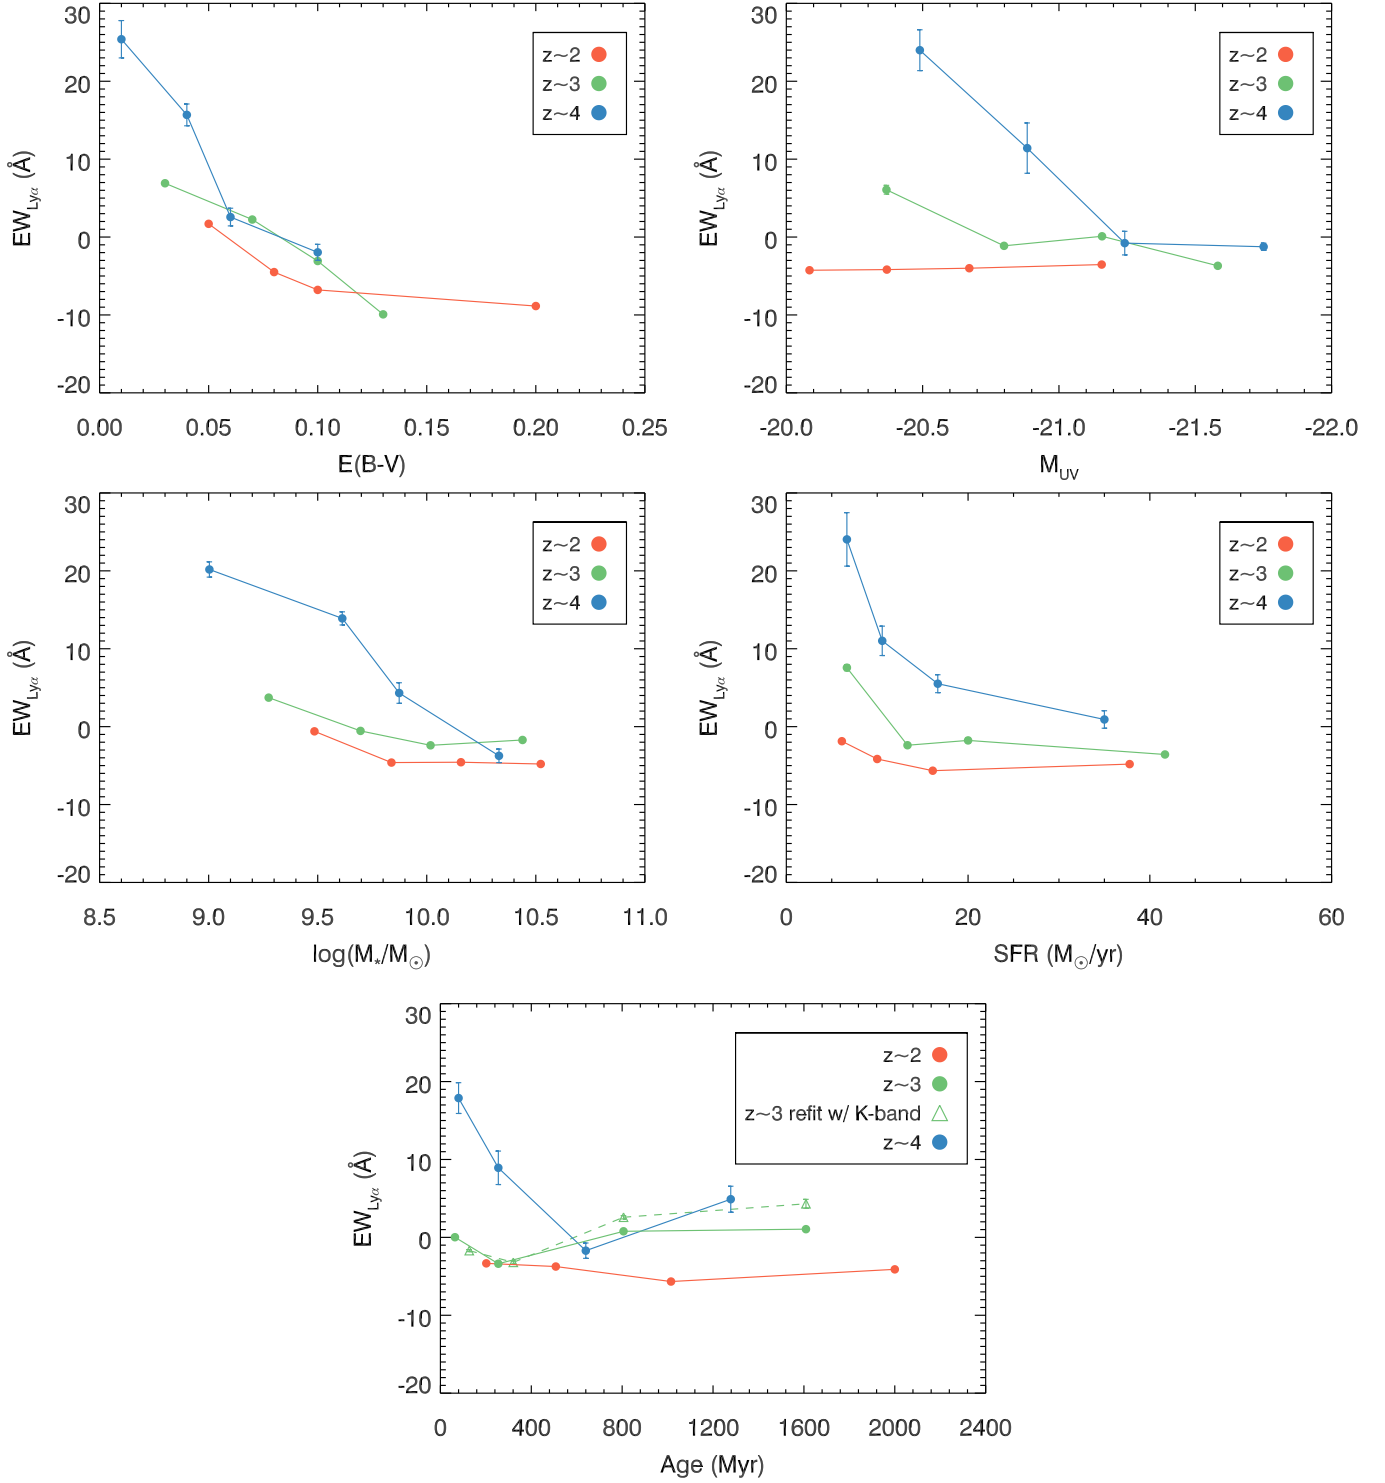 30
20
10
0
-10
-20
EW_Lyα (Å)
z~2
z~3
z~4
0.00 0.05 0.10 0.15 0.20 0.25
E(B-V)
30
20
10
0
-10
-20
EW_Lyα (Å)
z~2
z~3
z~4
-20.0 -20.5 -21.0 -21.5 -22.0
M_UV
30
20
10
0
-10
-20
EW_Lyα (Å)
z~2
z~3
z~4
8.5 9.0 9.5 10.0 10.5 11.0
log(M_*/M_⊙)
30
20
10
0
-10
-20
EW_Lyα (Å)
z~2
z~3
z~4
0 20 40 60
SFR (M_⊙/yr)
30
20
10
0
-10
-20
EW_Lyα (Å)
z~2
z~3
z~3 refit w/ K-band
z~4
0 400 800 1200 1600 2000 2400
Age (Myr)